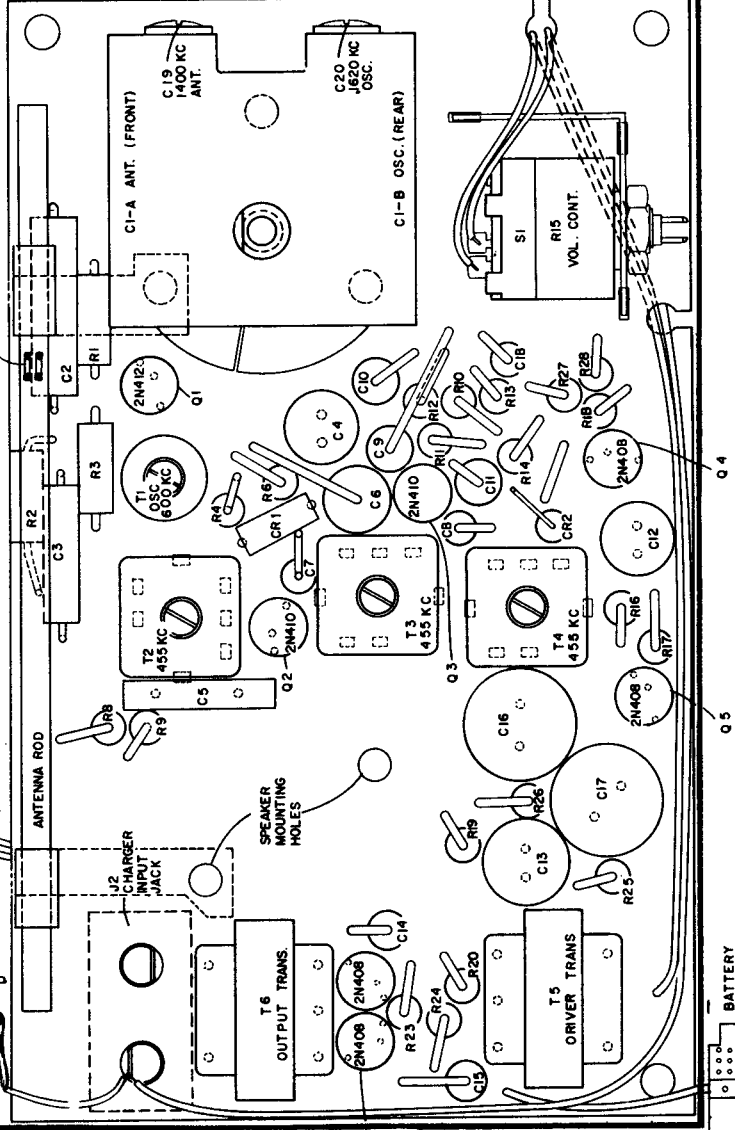 C19
1400 KC
ANT.
C20
1620 KC
OSC.
C1-A ANT. (FRONT)
C1-B OSC. (REAR)
S1
R15
VOL. CONT.
C2
R1
2N412
Q1
R2
C3
R3
T1
OSC
600 KC
R4
R6
CR1
C7
C4
C6
C10
C9
R12
R10
R11
R13
C18
2N410
C11
R14
C8
CR2
R27
R28
R18
2N408
Q4
C12
R16
R17
2N408
Q5
T2
455 KC
2N410
Q2
T3
455 KC
Q3
T4
455 KC
C5
R8
R9
ANTENNA ROD
SPEAKER
MOUNTING
HOLES
C16
C17
R26
R19
C13
R25
J2
CHARGER
INPUT
JACK
T6
OUTPUT TRANS.
C14
2N408
2N408
R23
R24
R20
C15
T5
DRIVER TRANS
BATTERY